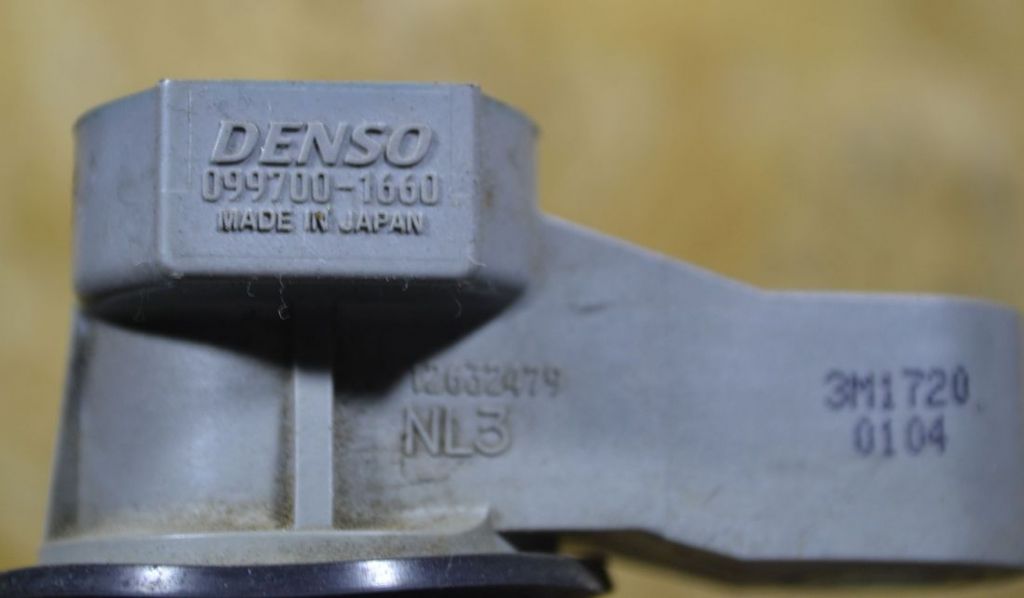 DENSO
099700-1660
MADE IN JAPAN
12632479
NL3
3M1720
0104